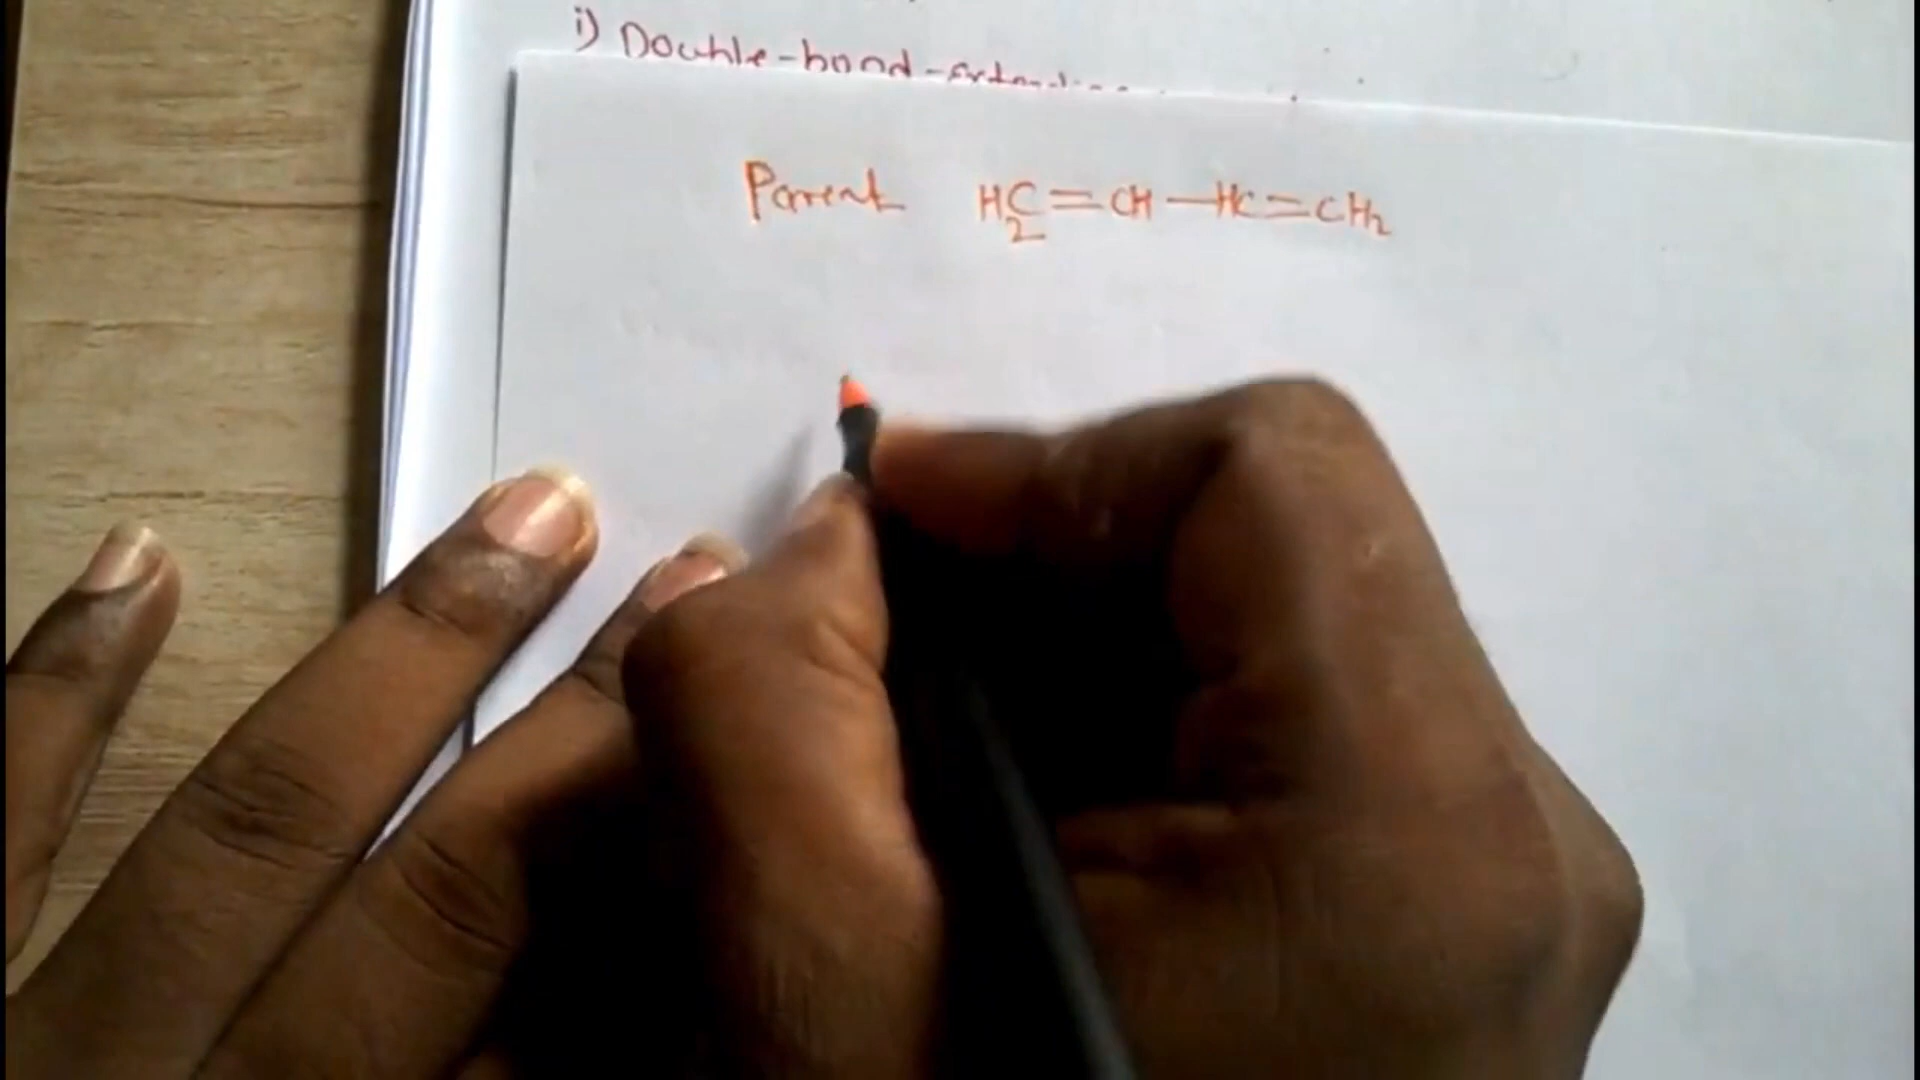 i) Double-bond-
Parent H₂C=CH—HC=CH₂